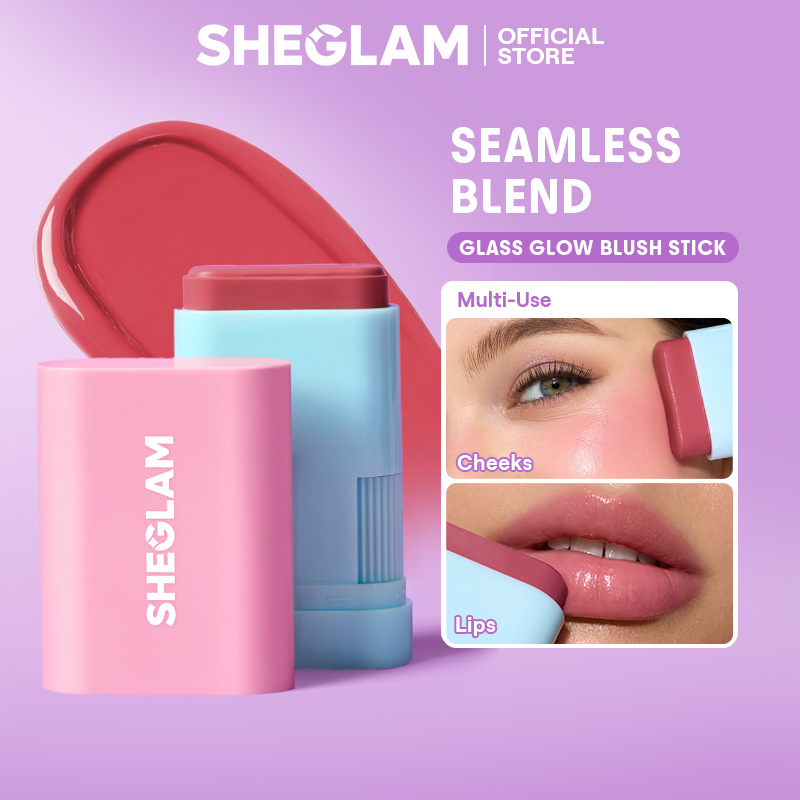 SHEGLAM
OFFICIAL
STORE
SEAMLESS
BLEND
GLASS GLOW BLUSH STICK
Multi-Use
Cheeks
Lips
SHEGLAM